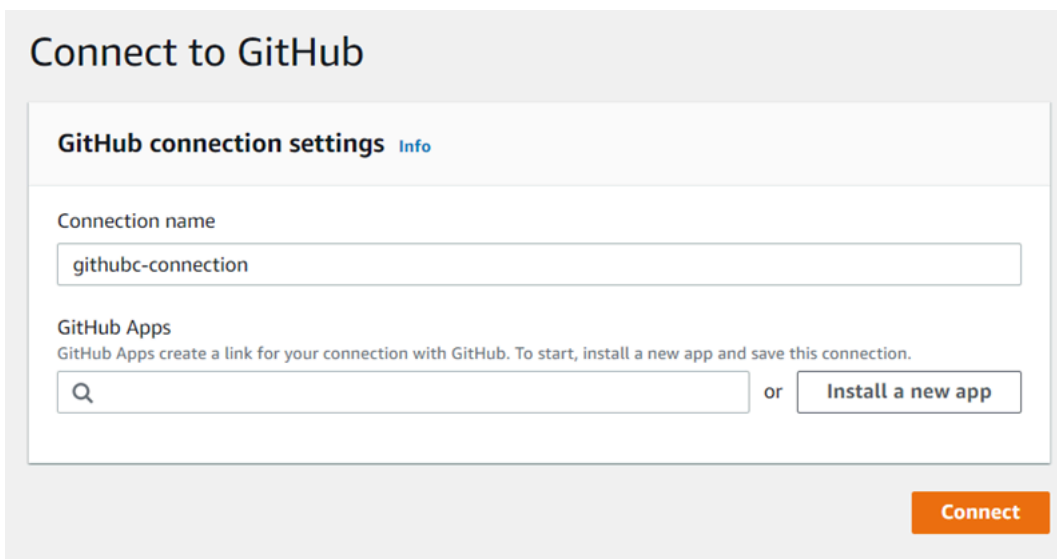 Connect to GitHub
GitHub connection settings Info
Connection name
githubc-connection
GitHub Apps
GitHub Apps create a link for your connection with GitHub. To start, install a new app and save this connection.
or Install a new app
Connect